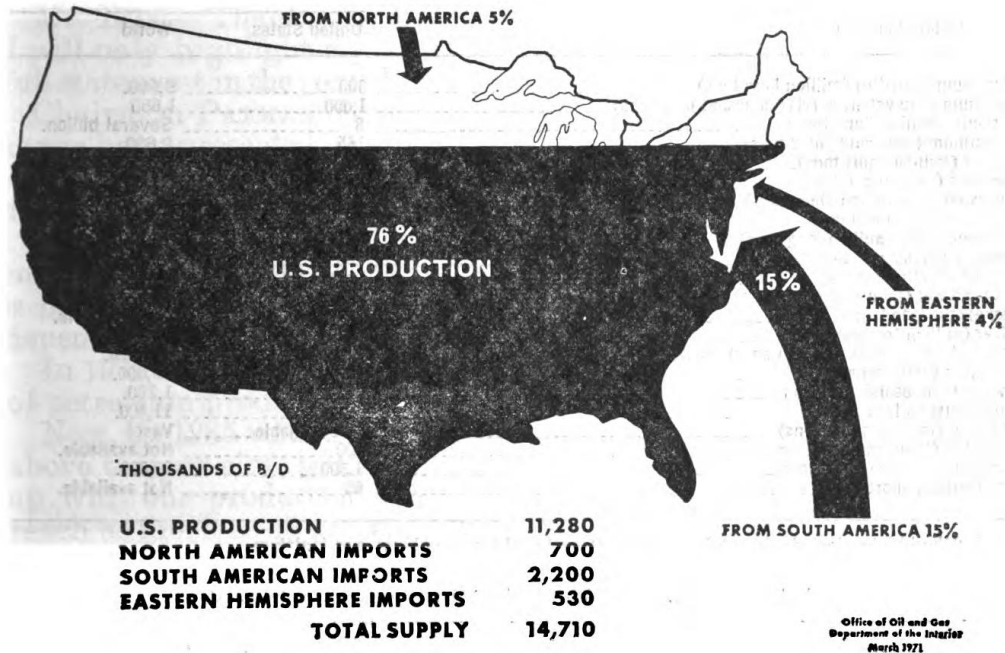 FROM NORTH AMERICA 5%
76%
U.S. PRODUCTION
15%
FROM EASTERN
HEMISPHERE 4%
FROM SOUTH AMERICA 15%
THOUSANDS OF B/D
U.S. PRODUCTION 11,280
NORTH AMERICAN IMPORTS 700
SOUTH AMERICAN IMPORTS 2,200
EASTERN HEMISPHERE IMPORTS 530
TOTAL SUPPLY 14,710
Office of Oil and Gas
Department of the Interior
March 1971